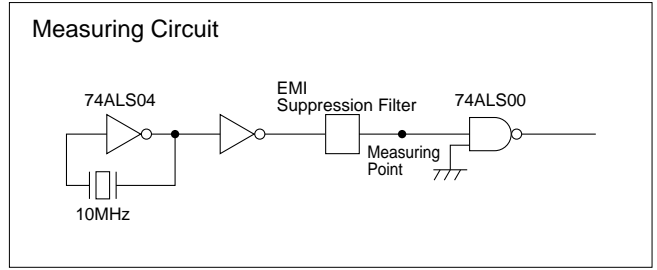 Measuring Circuit
74ALS04
EMI
Suppression Filter
74ALS00
Measuring
Point
10MHz